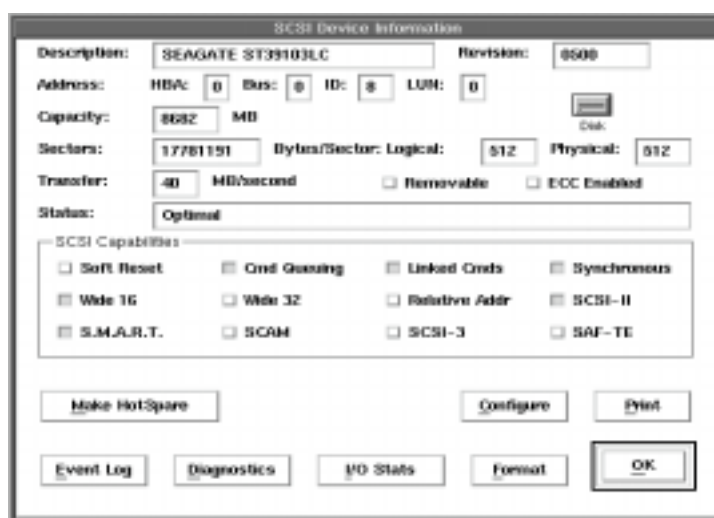 SCSI Device Information
Description: SEAGATE ST39103LC Revision: 0500
Address: HBA: 0 Bus: 0 ID: 8 LUN: 0
Capacity: 8682 MB
Disk
Sectors: 17781191 Bytes/Sector: Logical: 512 Physical: 512
Transfer: 40 MB/second Removable ECC Enabled
Status: Optimal
SCSI Capabilities
Soft Reset Cmd Queuing Linked Cmds Synchronous
Wide 16 Wide 32 Relative Addr SCSI-II
S.M.A.R.T. SCAM SCSI-3 SAF-TE
Make HotSpare Configure Print
Event Log Diagnostics I/O Stats Format OK